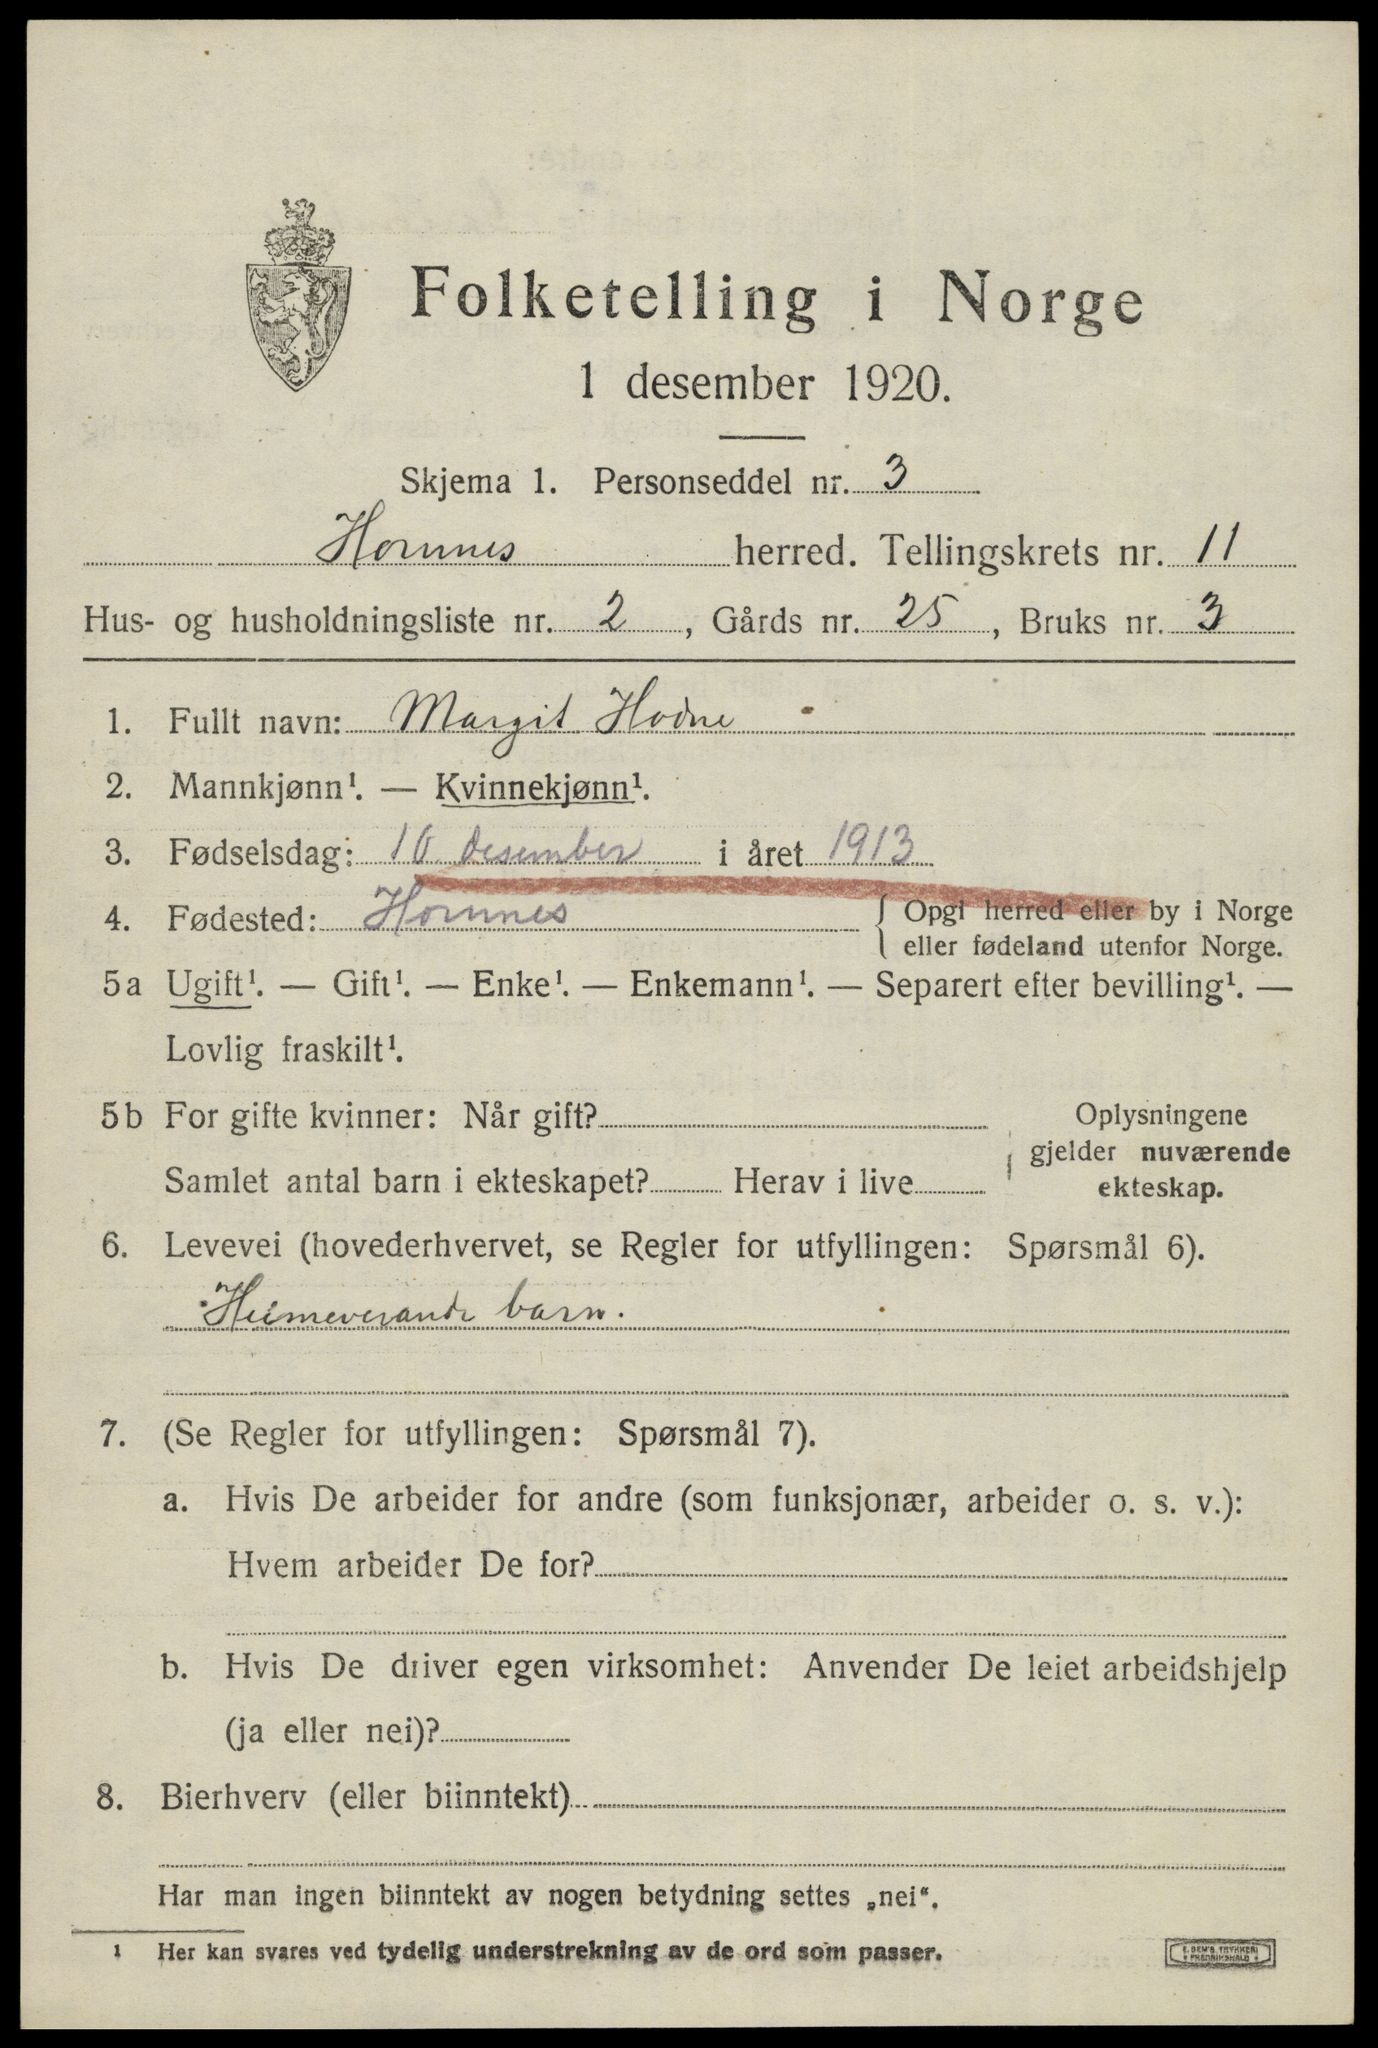 Folketelling i Norge
1 desember 1920.
Skjema 1. Personseddel nr. 3
Hornnes herred. Tellingskrets nr. 11
Hus- og husholdningsliste nr. 2, Gårds nr. 25, Bruks nr. 3
1. Fullt navn: Margit Hodne
2. Mannkjønn¹. — Kvinnekjønn¹.
3. Fødselsdag: 10 desember i året 1913
4. Fødested: Hornnes { Opgi herred eller by i Norge
eller fødeland utenfor Norge.
5a Ugift¹. — Gift¹. — Enke¹. — Enkemann¹. — Separert efter bevilling¹. —
Lovlig fraskilt¹.
5b For gifte kvinner: Når gift? Oplysningene
gjelder nuværende
Samlet antal barn i ekteskapet? Herav i live ekteskap.
6. Levevei (hovederhvervet, se Regler for utfyllingen: Spørsmål 6).
Heimeverande barn.
7. (Se Regler for utfyllingen: Spørsmål 7).
a. Hvis De arbeider for andre (som funksjonær, arbeider o. s. v.):
Hvem arbeider De for?
b. Hvis De driver egen virksomhet: Anvender De leiet arbeidshjelp
(ja eller nei)?
8. Bierhverv (eller biinntekt)
Har man ingen biinntekt av nogen betydning settes „nei“.
¹ Her kan svares ved tydelig understrekning av de ord som passer.
E. SEM'S TRYKKERI
FREDRIKSHALD